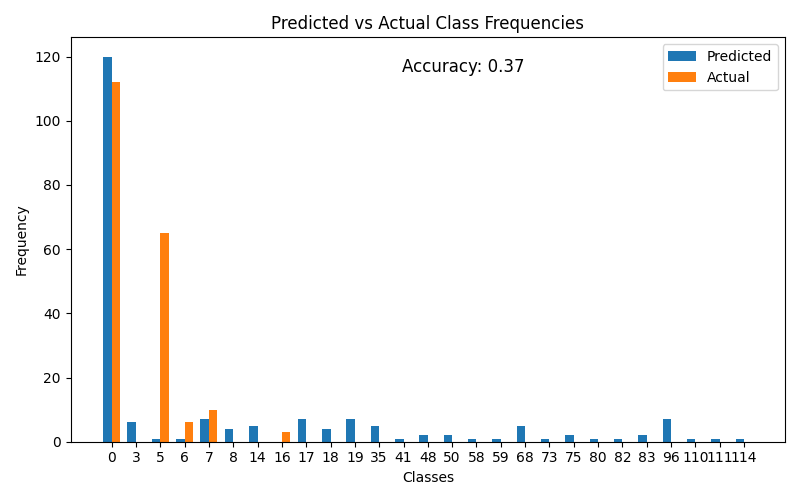 Predicted vs Actual Class Frequencies
Accuracy: 0.37
Predicted
Actual
Frequency
120
100
80
60
40
20
0
0 3 5 6 7 8 14 16 17 18 19 35 41 48 50 58 59 68 73 75 80 82 83 96 110 111 114
Classes